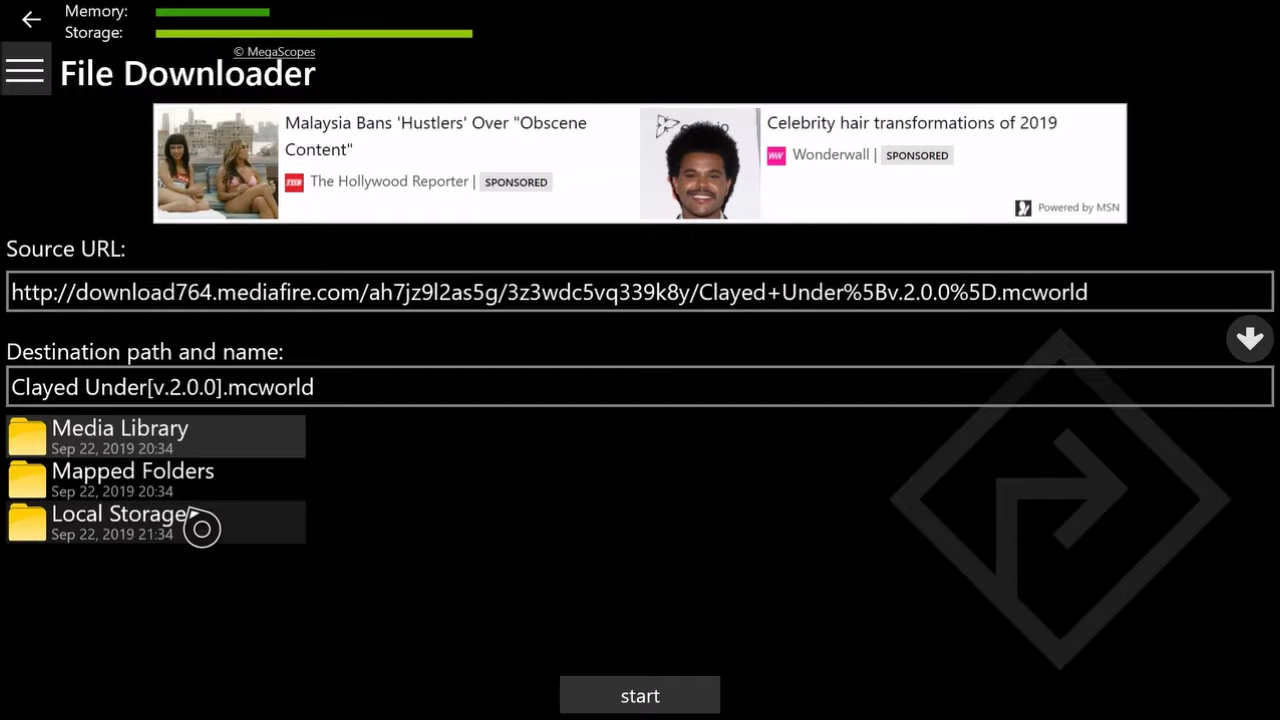 Memory:
Storage:
© MegaScopes
File Downloader
Malaysia Bans 'Hustlers' Over "Obscene
Content"
The Hollywood Reporter | SPONSORED
Celebrity hair transformations of 2019
Wonderwall | SPONSORED
Powered by MSN
Source URL:
http://download764.mediafire.com/ah7jz9l2as5g/3z3wdc5vq339k8y/Clayed+Under%5Bv.2.0.0%5D.mcworld
Destination path and name:
Clayed Under[v.2.0.0].mcworld
Media Library
Sep 22, 2019 20:34
Mapped Folders
Sep 22, 2019 20:34
Local Storage
Sep 22, 2019 21:34
start